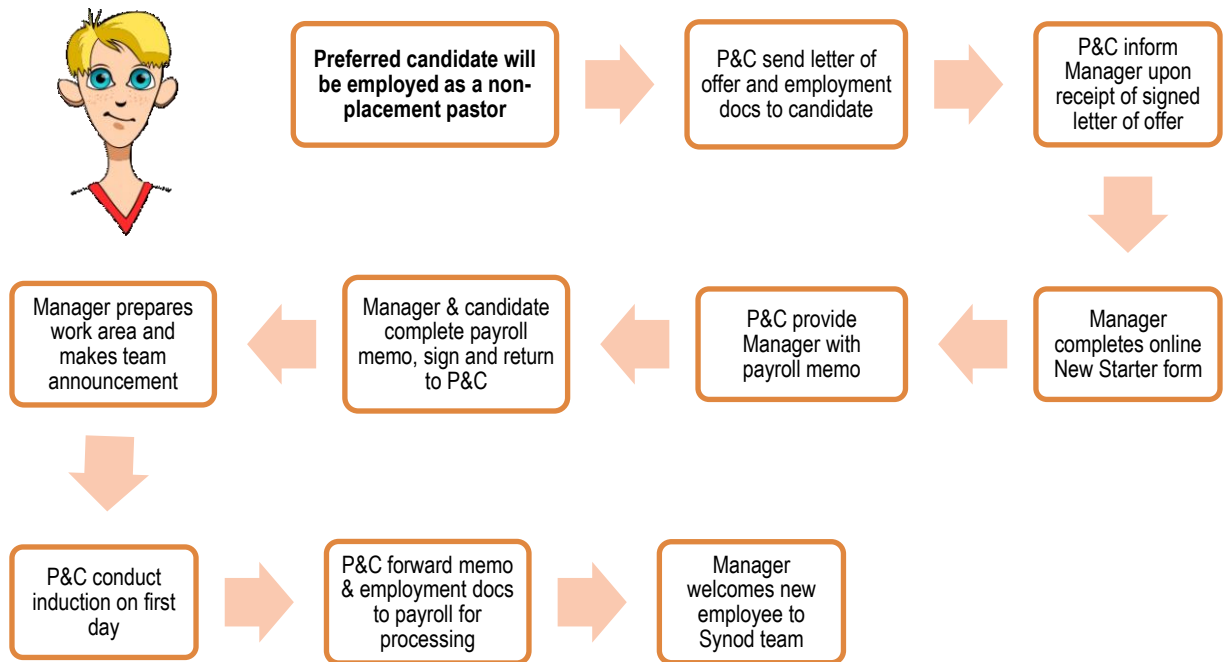 Preferred candidate will
be employed as a non-
placement pastor
P&C send letter of
offer and employment
docs to candidate
P&C inform
Manager upon
receipt of signed
letter of offer
Manager
completes online
New Starter form
P&C provide
Manager with
payroll memo
Manager & candidate
complete payroll
memo, sign and return
to P&C
Manager prepares
work area and
makes team
announcement
P&C conduct
induction on first
day
P&C forward memo
& employment docs
to payroll for
processing
Manager
welcomes new
employee to
Synod team